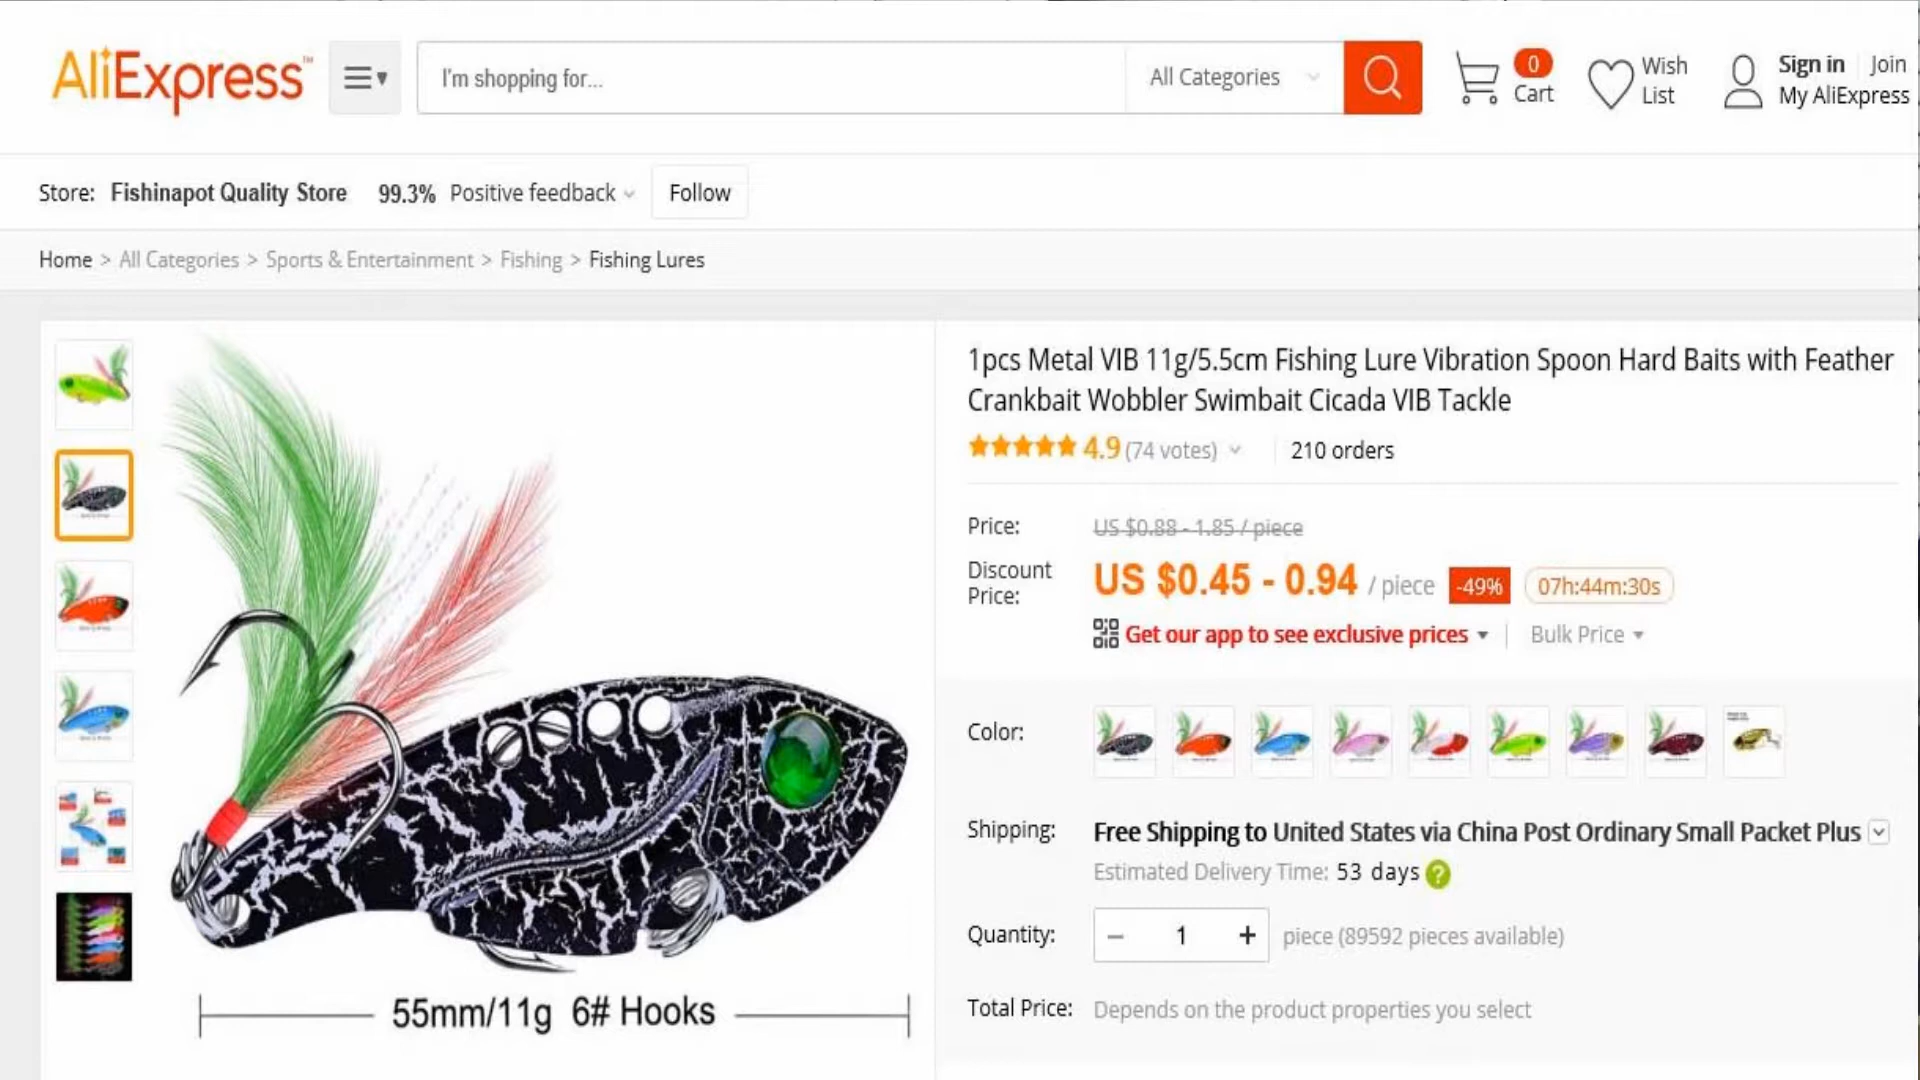 AliExpress™
I'm shopping for...
All Categories
0
Cart
Wish
List
Sign in
Join
My AliExpress
Store: Fishinapot Quality Store 99.3% Positive feedback
Follow
Home > All Categories > Sports & Entertainment > Fishing > Fishing Lures
1pcs Metal VIB 11g/5.5cm Fishing Lure Vibration Spoon Hard Baits with Feather
Crankbait Wobbler Swimbait Cicada VIB Tackle
4.9 (74 votes)
210 orders
Price: US $0.88 - 1.85 / piece
Discount
Price:
US $0.45 - 0.94 / piece
-49%
07h:44m:30s
Get our app to see exclusive prices
Bulk Price
Color:
Shipping: Free Shipping to United States via China Post Ordinary Small Packet Plus
Estimated Delivery Time: 53 days ?
Quantity: − 1 + piece (89592 pieces available)
Total Price: Depends on the product properties you select
55mm/11g 6# Hooks